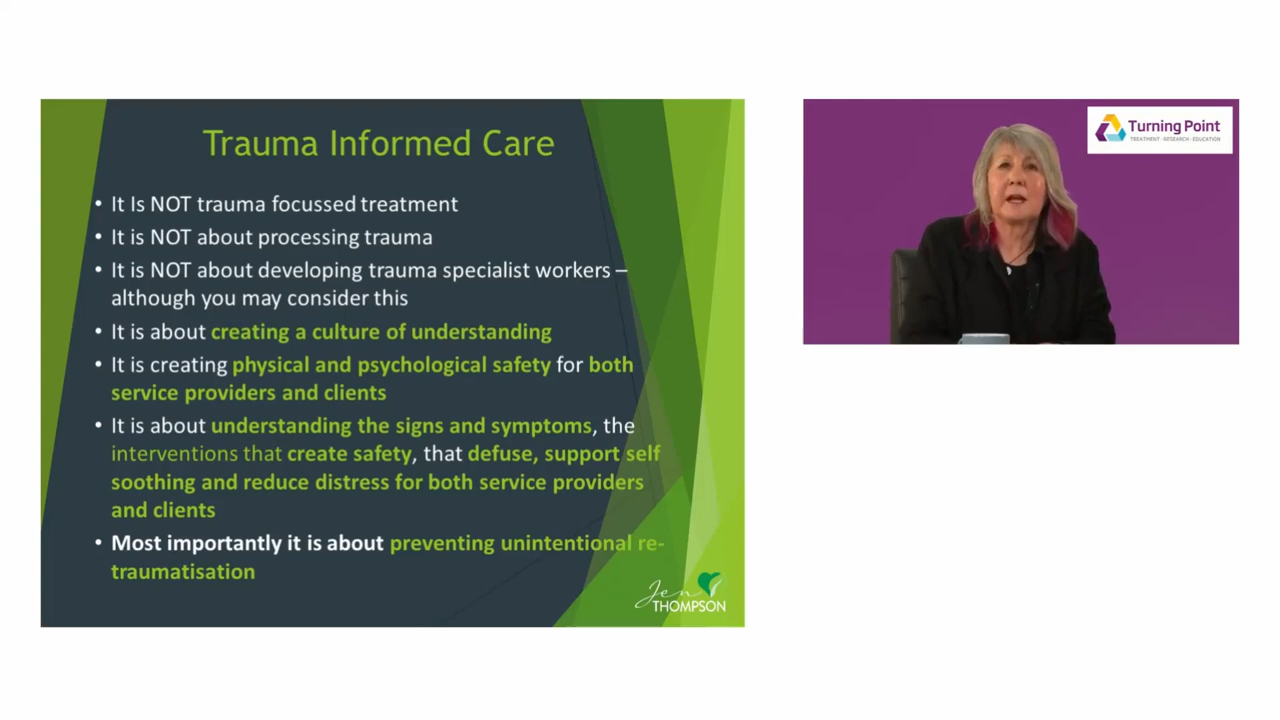 Trauma Informed Care
• It Is NOT trauma focussed treatment
• It is NOT about processing trauma
• It is NOT about developing trauma specialist workers –
although you may consider this
• It is about creating a culture of understanding
• It is creating physical and psychological safety for both
service providers and clients
• It is about understanding the signs and symptoms, the
interventions that create safety, that defuse, support self
soothing and reduce distress for both service providers
and clients
• Most importantly it is about preventing unintentional re-
traumatisation
Jen
THOMPSON
Turning Point
TREATMENT · RESEARCH · EDUCATION